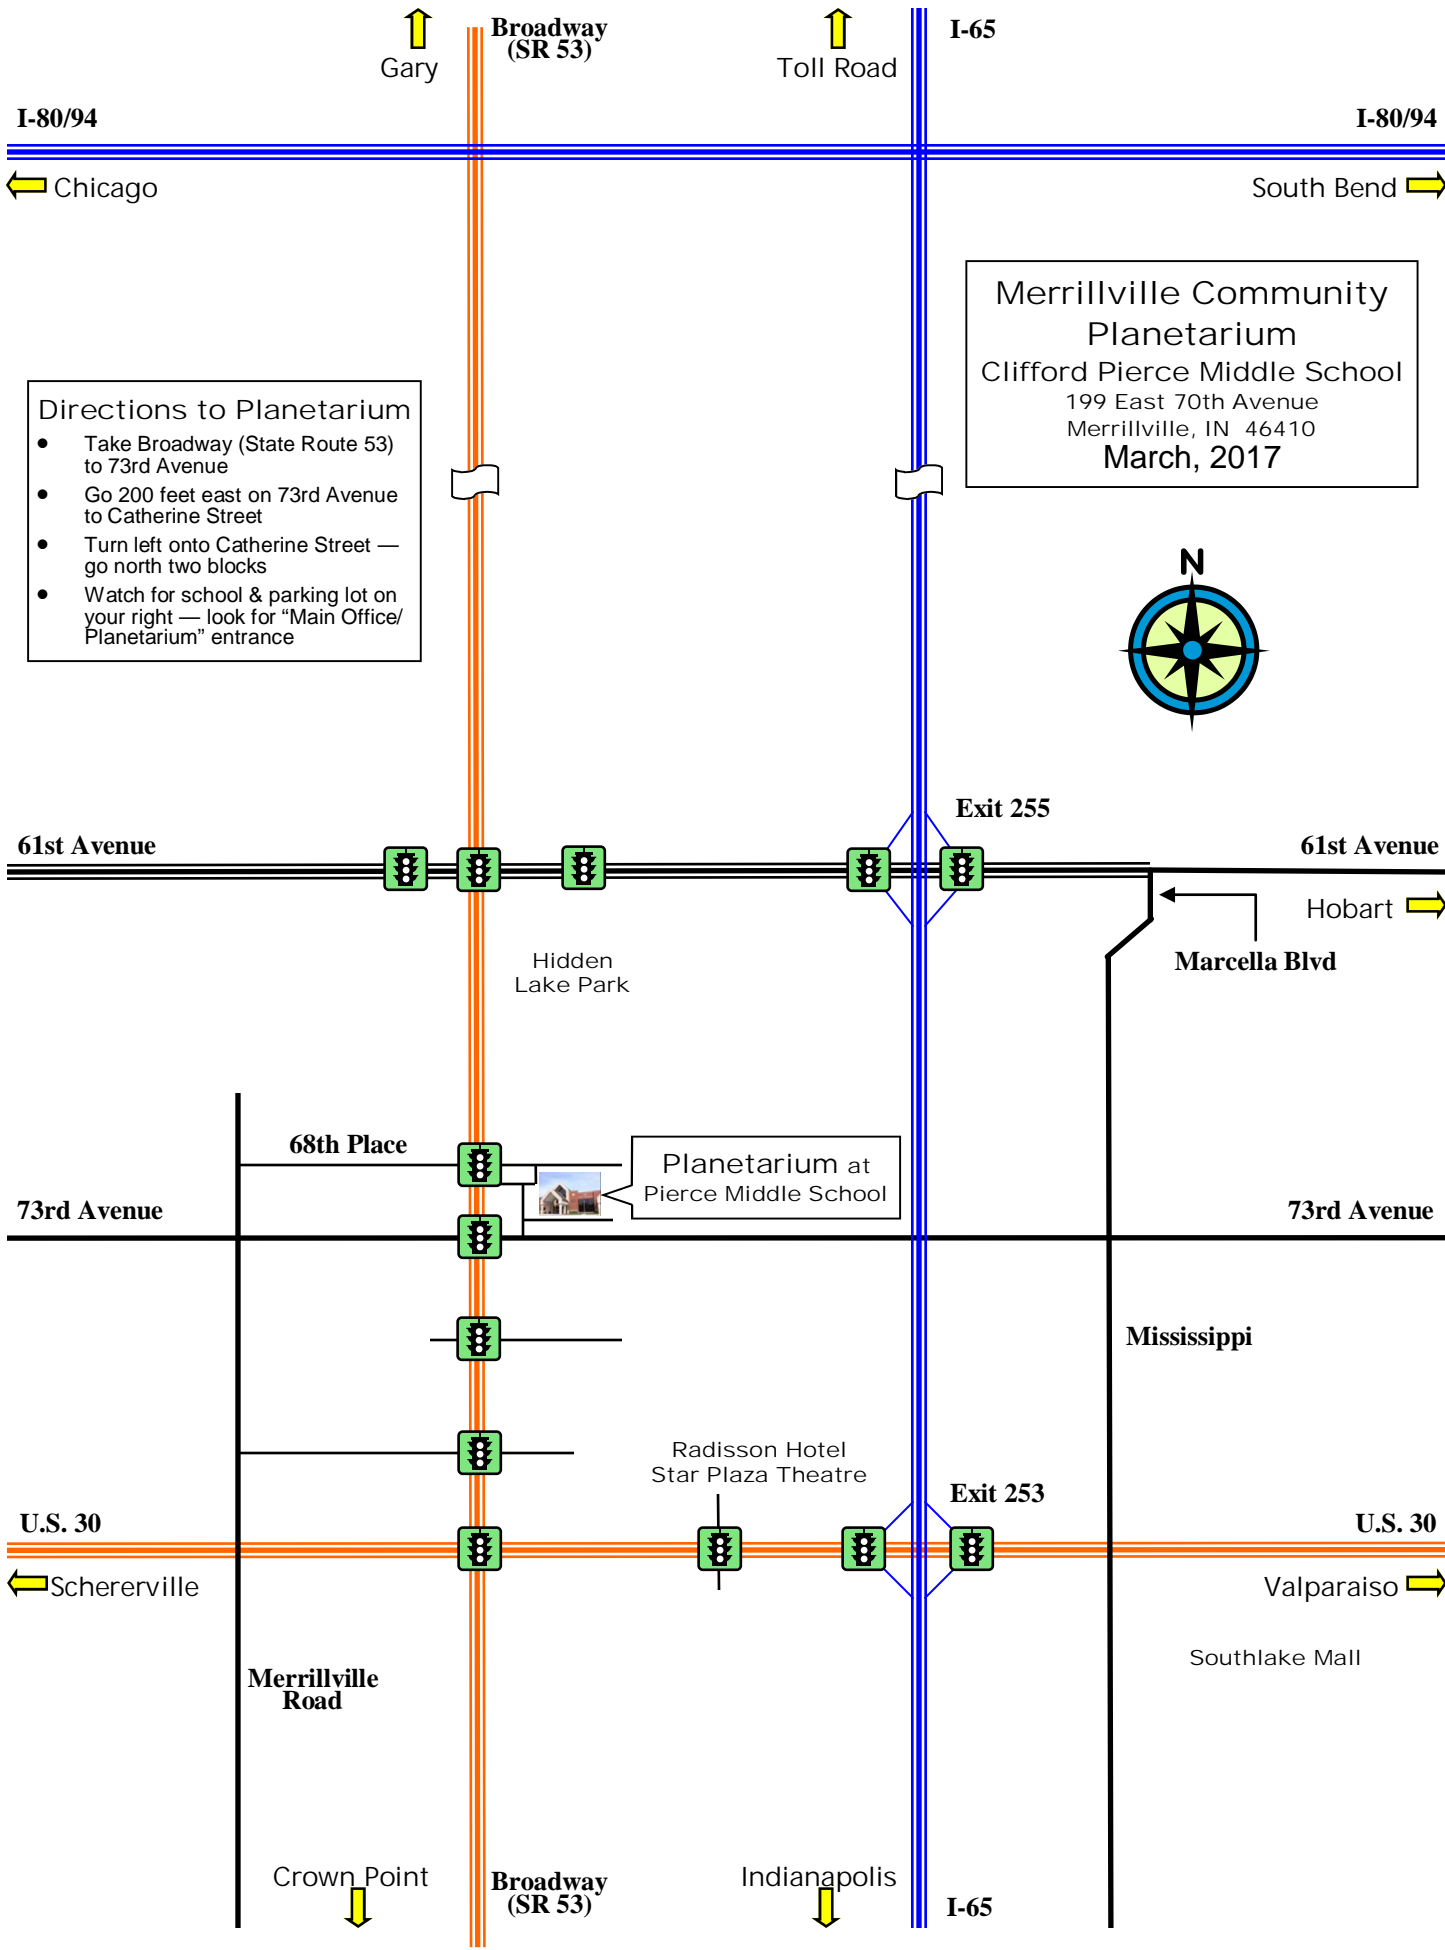 Broadway
(SR 53)
I-65
Gary
Toll Road
I-80/94
I-80/94
Chicago
South Bend
Merrillville Community
Planetarium
Clifford Pierce Middle School
199 East 70th Avenue
Merrillville, IN 46410
March, 2017
Directions to Planetarium
• Take Broadway (State Route 53)
to 73rd Avenue
• Go 200 feet east on 73rd Avenue
to Catherine Street
• Turn left onto Catherine Street —
go north two blocks
• Watch for school & parking lot on
your right — look for “Main Office/
Planetarium” entrance
N
Exit 255
61st Avenue
61st Avenue
Hobart
Hidden
Lake Park
Marcella Blvd
68th Place
Planetarium at
Pierce Middle School
73rd Avenue
73rd Avenue
Mississippi
Radisson Hotel
Star Plaza Theatre
Exit 253
U.S. 30
U.S. 30
Schererville
Valparaiso
Southlake Mall
Merrillville
Road
Crown Point
Broadway
(SR 53)
Indianapolis
I-65